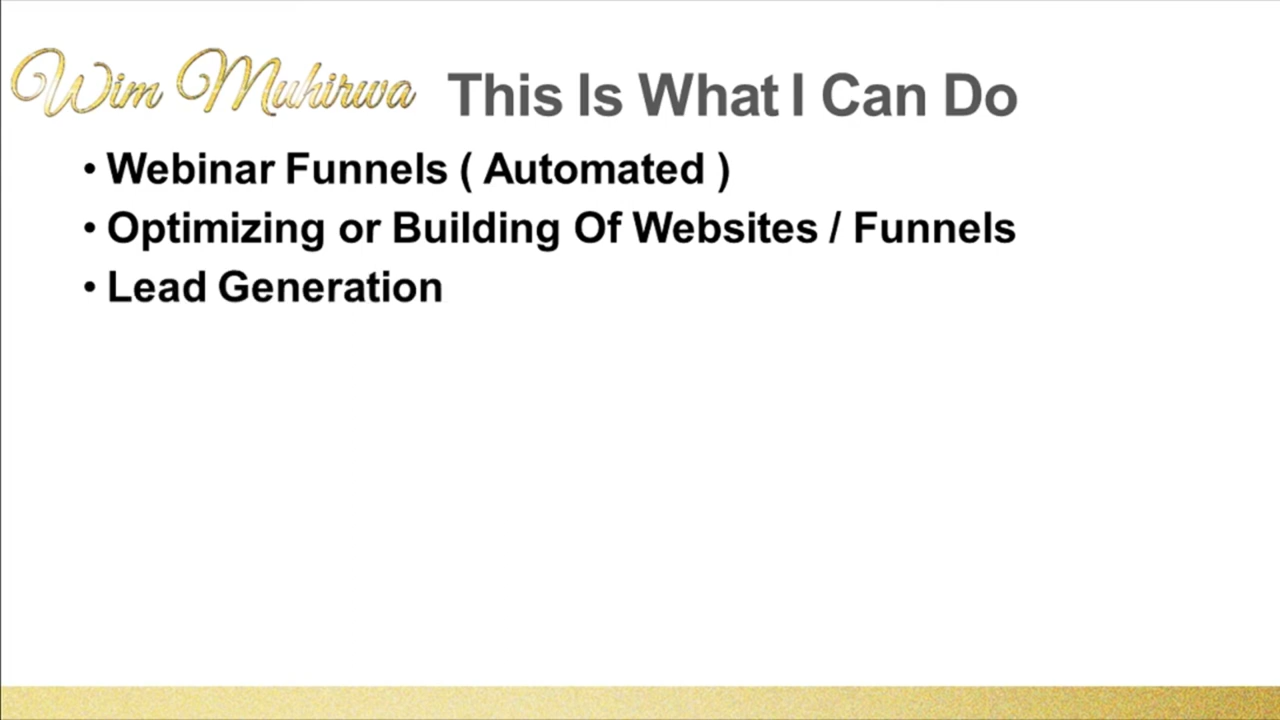 Wim Muhirwa This Is What I Can Do
• Webinar Funnels ( Automated )
• Optimizing or Building Of Websites / Funnels
• Lead Generation